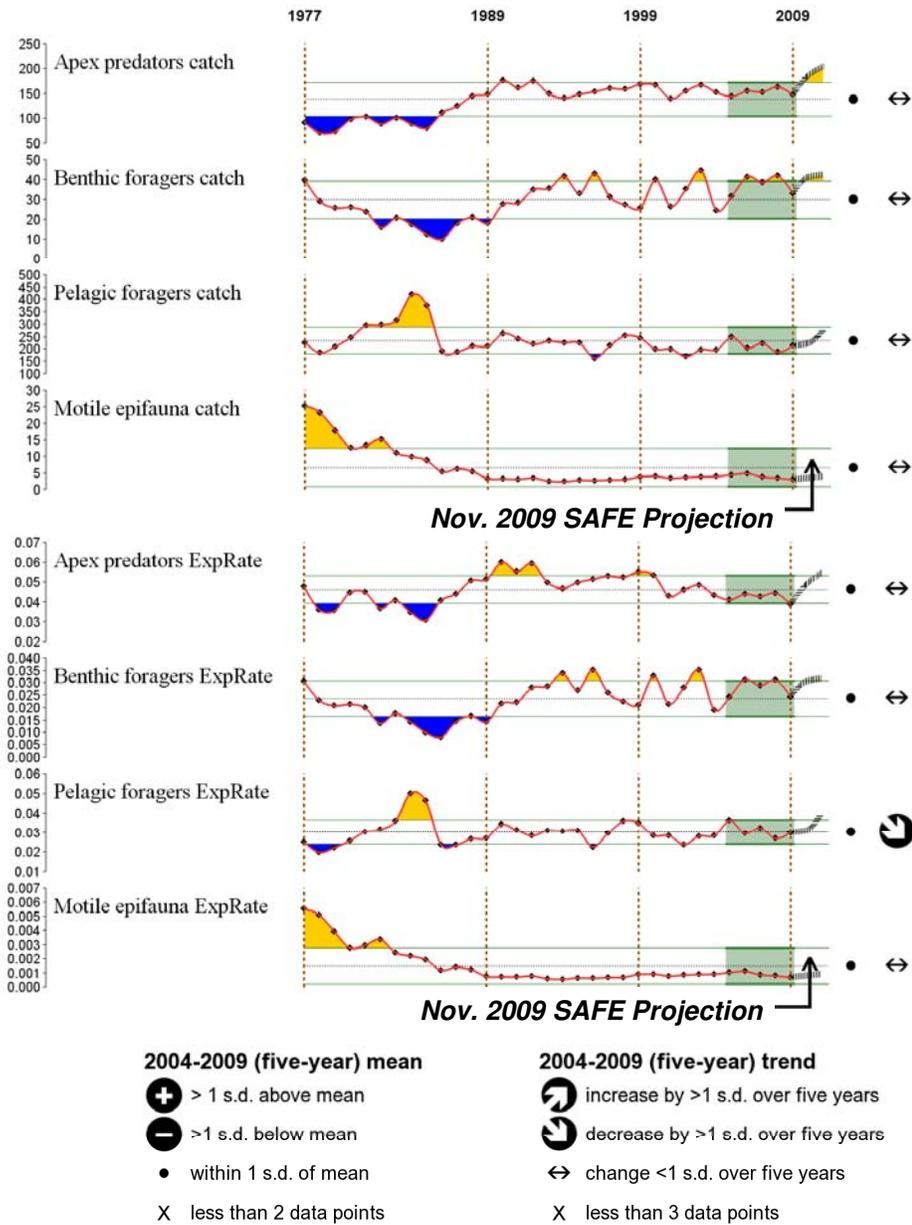 1977 1989 1999 2009
Apex predators catch
250
200
150
100
50
Benthic foragers catch
50
40
30
20
10
0
Pelagic foragers catch
500
450
400
350
300
250
200
150
100
Motile epifauna catch
30
25
20
15
10
5
0
Nov. 2009 SAFE Projection
Apex predators ExpRate
0.07
0.06
0.05
0.04
0.03
0.02
Benthic foragers ExpRate
0.040
0.035
0.030
0.025
0.020
0.015
0.010
0.005
0.000
Pelagic foragers ExpRate
0.06
0.05
0.04
0.03
0.02
0.01
Motile epifauna ExpRate
0.007
0.006
0.005
0.004
0.003
0.002
0.001
0.000
Nov. 2009 SAFE Projection
2004-2009 (five-year) mean
> 1 s.d. above mean
>1 s.d. below mean
within 1 s.d. of mean
X less than 2 data points
2004-2009 (five-year) trend
increase by >1 s.d. over five years
decrease by >1 s.d. over five years
change <1 s.d. over five years
X less than 3 data points